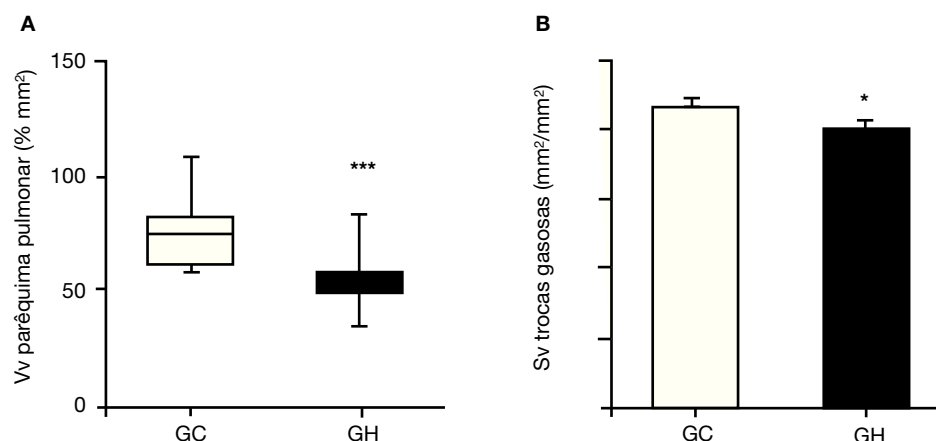 A
Vv parêquima pulmonar (% mm²)
150
100
50
0
***
GC
GH
B
Sv trocas gasosas (mm²/mm²)
*
GC
GH